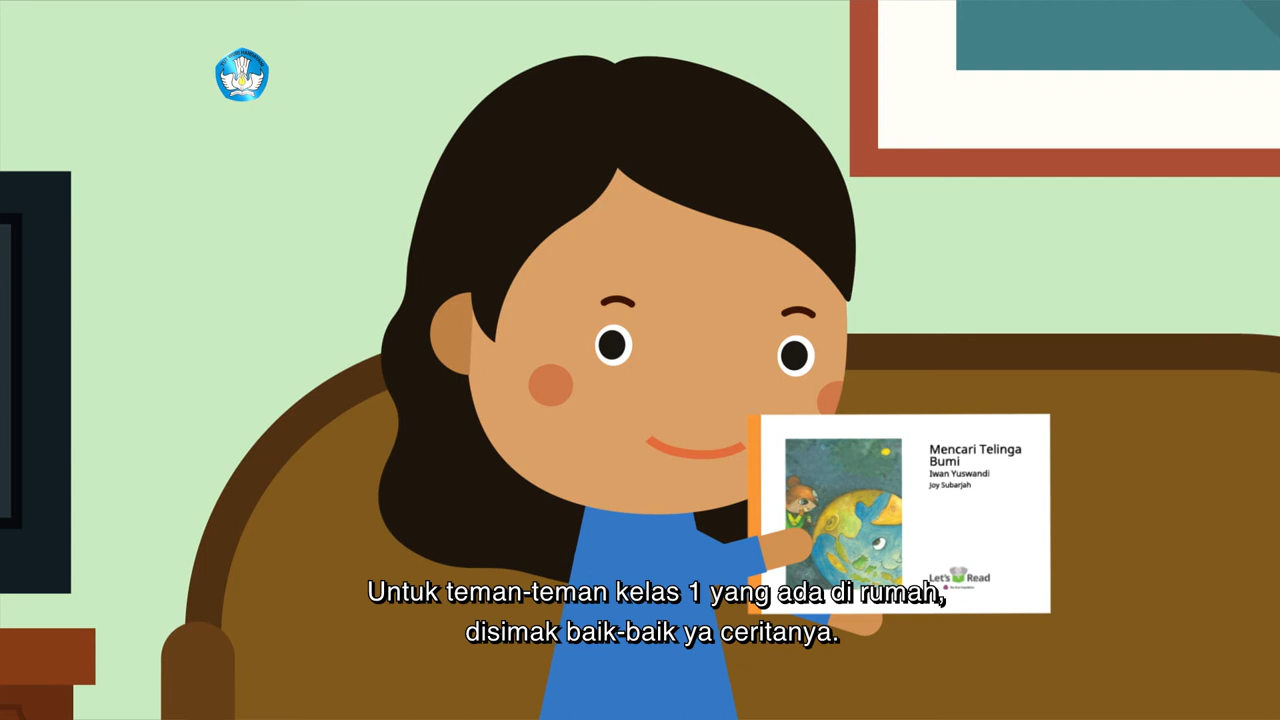 Mencari Telinga
Bumi
Iwan Yuswandi
Joy Subarjah
Let's Read
Untuk teman-teman kelas 1 yang ada di rumah,
disimak baik-baik ya ceritanya.